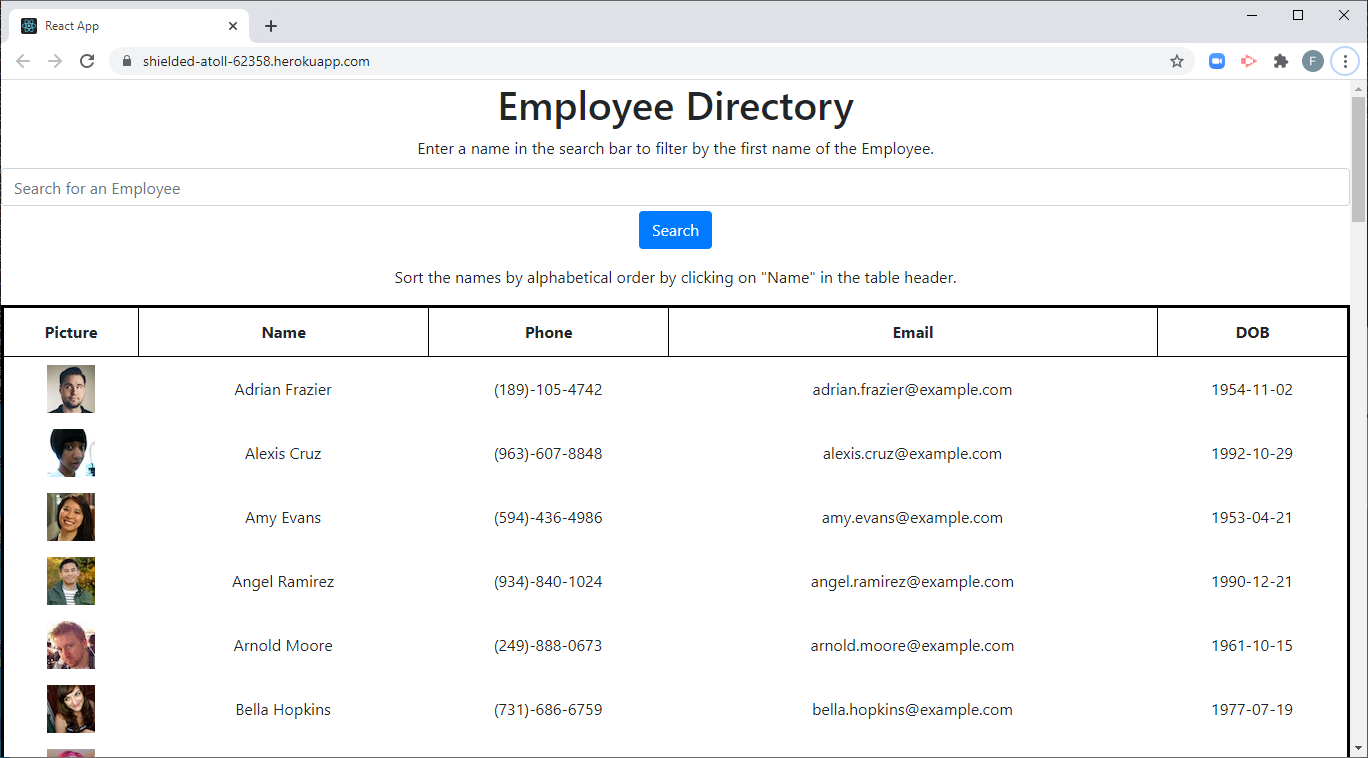 React App
shielded-atoll-62358.herokuapp.com
F
Employee Directory
Enter a name in the search bar to filter by the first name of the Employee.
Search for an Employee
Search
Sort the names by alphabetical order by clicking on "Name" in the table header.
Picture Name Phone Email DOB
Adrian Frazier (189)-105-4742 adrian.frazier@example.com 1954-11-02
Alexis Cruz (963)-607-8848 alexis.cruz@example.com 1992-10-29
Amy Evans (594)-436-4986 amy.evans@example.com 1953-04-21
Angel Ramirez (934)-840-1024 angel.ramirez@example.com 1990-12-21
Arnold Moore (249)-888-0673 arnold.moore@example.com 1961-10-15
Bella Hopkins (731)-686-6759 bella.hopkins@example.com 1977-07-19